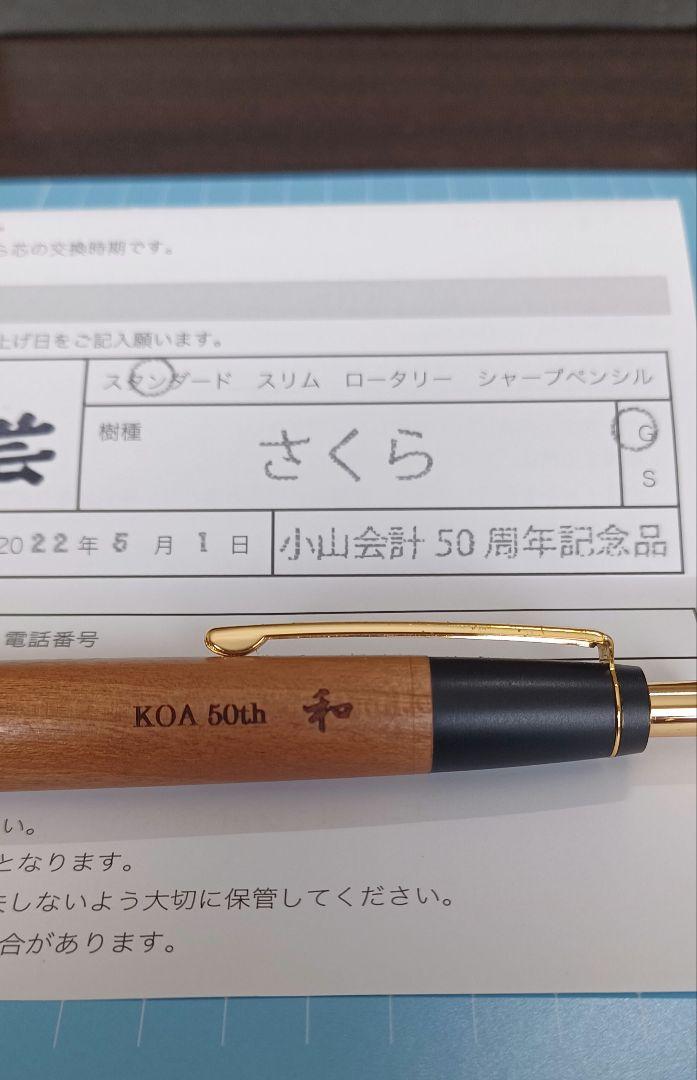 ら芯の交換時期です。
上げ日をご記入願います。
スタンダード スリム ロータリー シャープペンシル
芸
樹種 さくら
G
S
2022年 5月 1日 小山会計 50 周年記念品
電話番号
KOA 50th 和
い。
となります。
失しないよう大切に保管してください。
合があります。